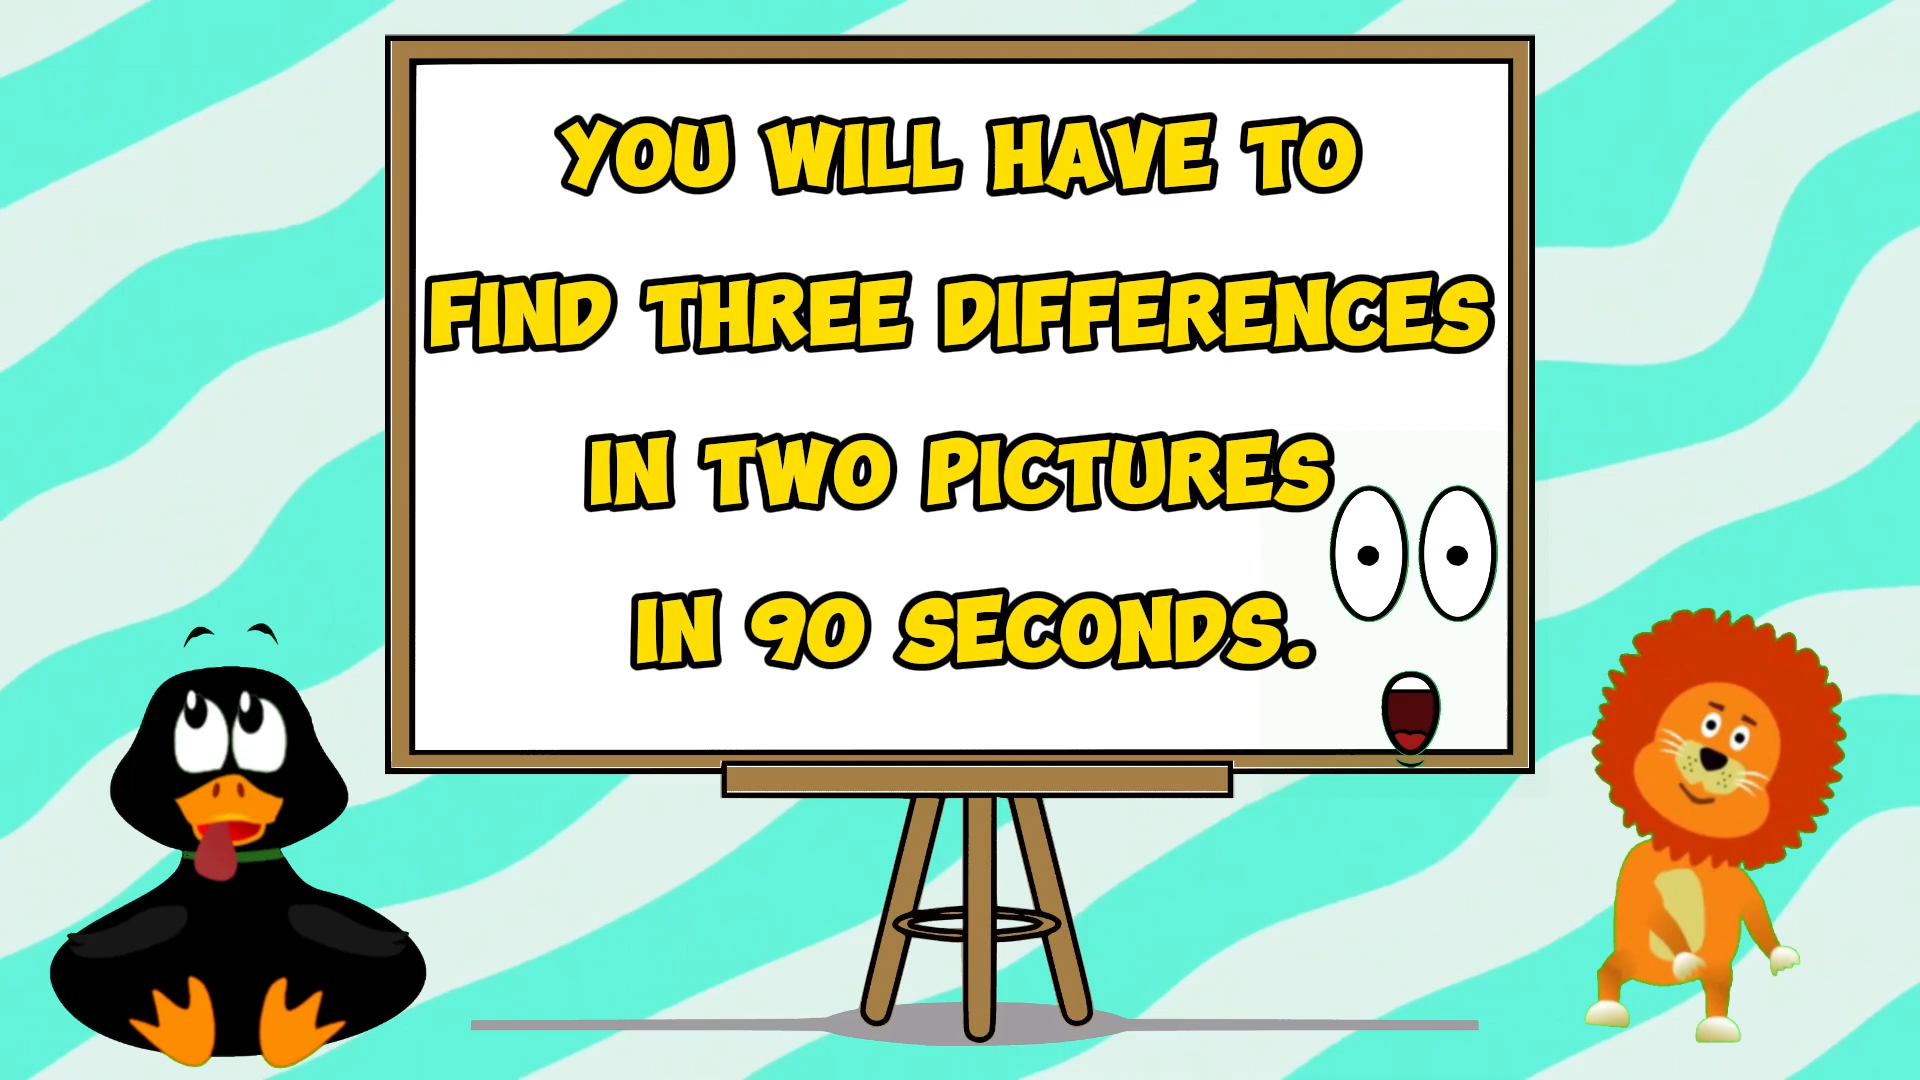 YOU WILL HAVE TO
FIND THREE DIFFERENCES
IN TWO PICTURES
IN 90 SECONDS.